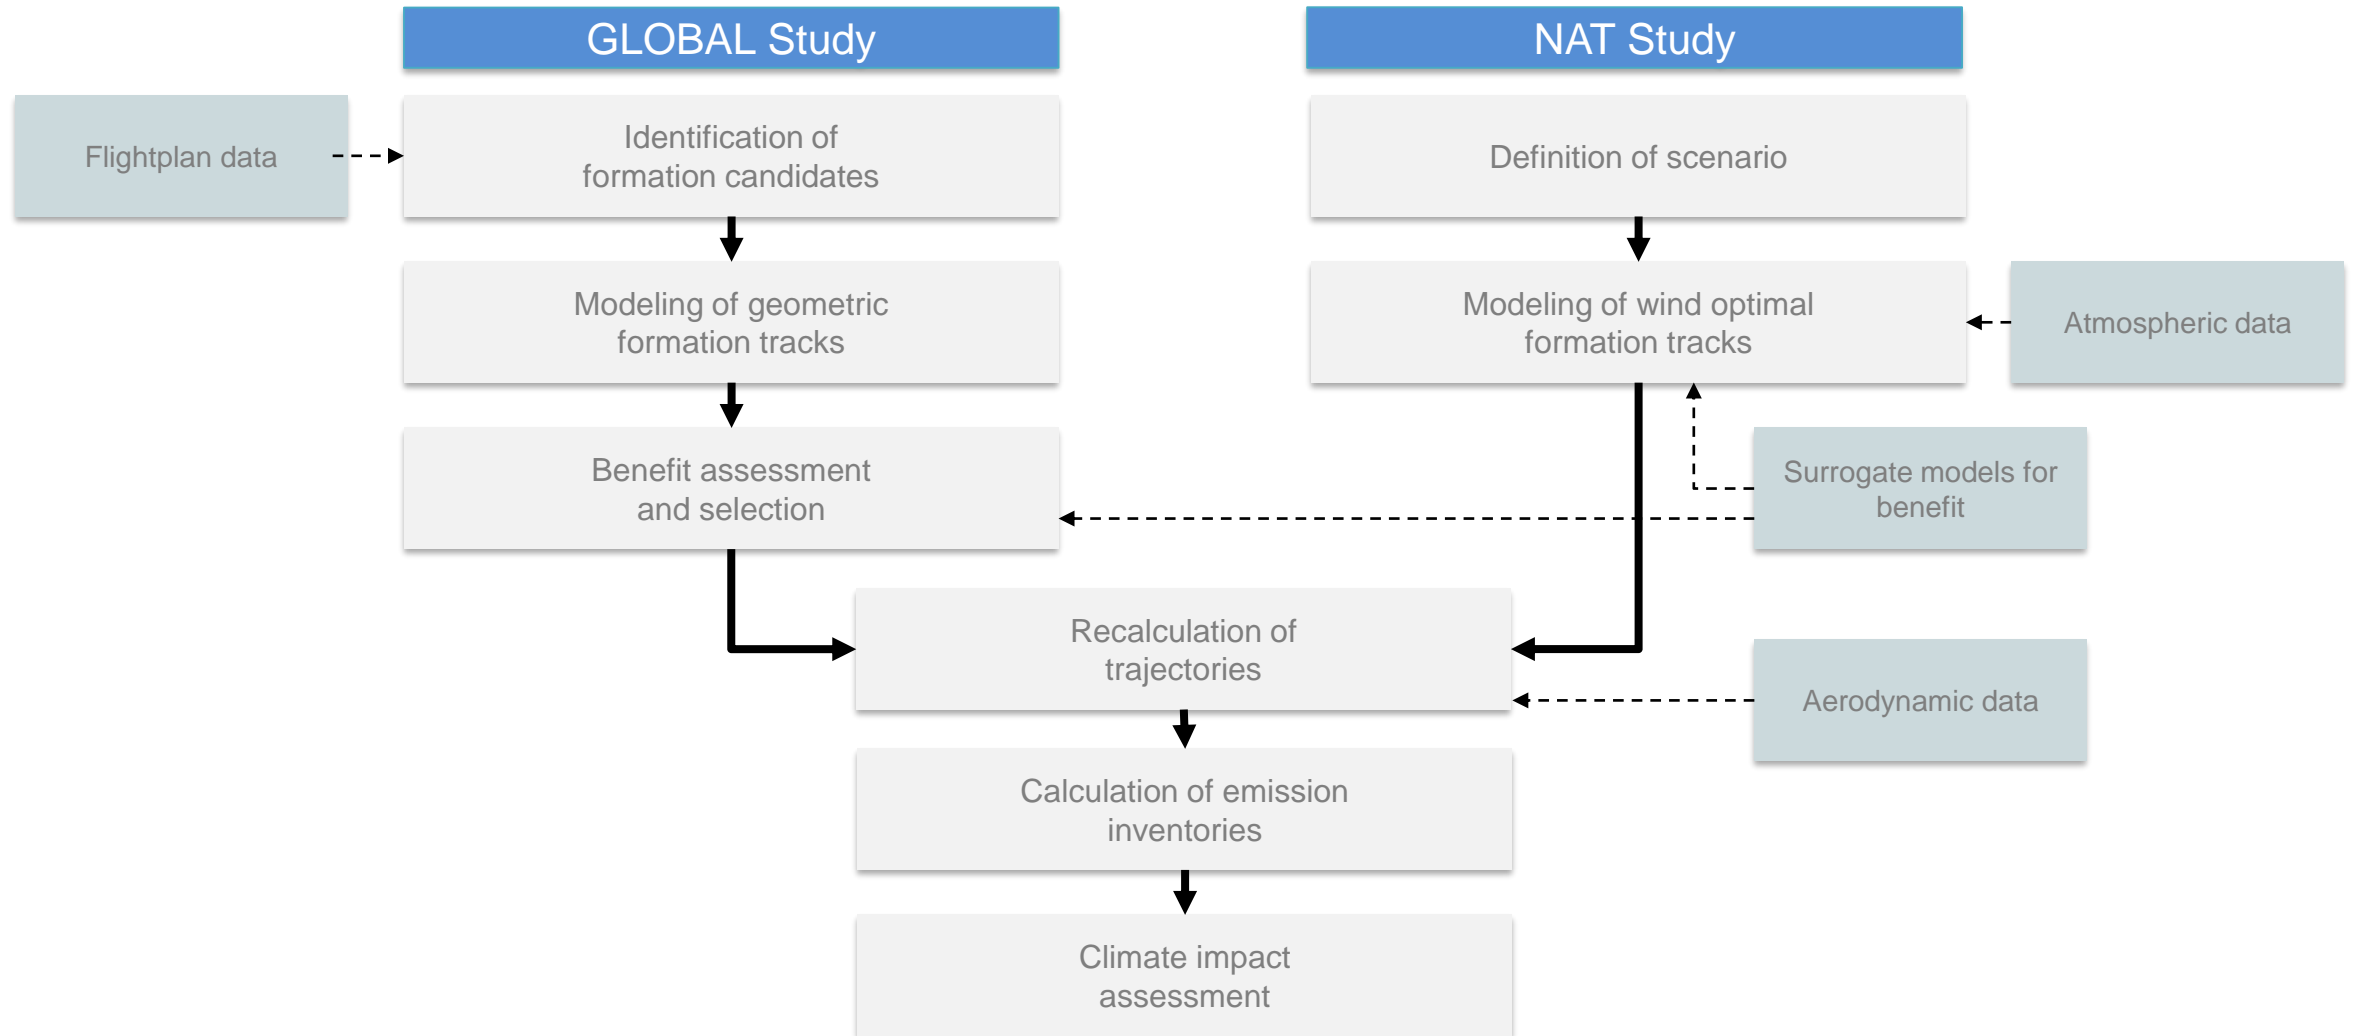 GLOBAL Study
NAT Study
Flightplan data
Identification of
formation candidates
Definition of scenario
Modeling of geometric
formation tracks
Modeling of wind optimal
formation tracks
Atmospheric data
Benefit assessment
and selection
Surrogate models for
benefit
Recalculation of
trajectories
Aerodynamic data
Calculation of emission
inventories
Climate impact
assessment